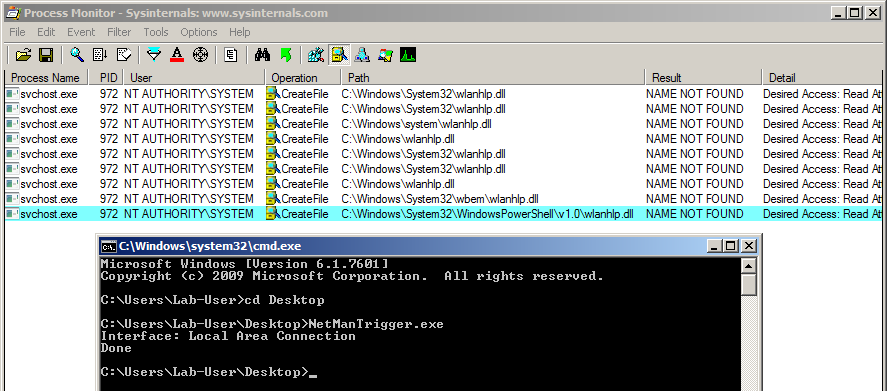 Process Monitor - Sysinternals: www.sysinternals.com
File Edit Event Filter Tools Options Help
Process Name PID User Operation Path Result Detail
svchost.exe 972 NT AUTHORITY\SYSTEM CreateFile C:\Windows\System32\wlanhlp.dll NAME NOT FOUND Desired Access: Read At
svchost.exe 972 NT AUTHORITY\SYSTEM CreateFile C:\Windows\System32\wlanhlp.dll NAME NOT FOUND Desired Access: Read At
svchost.exe 972 NT AUTHORITY\SYSTEM CreateFile C:\Windows\system\wlanhlp.dll NAME NOT FOUND Desired Access: Read At
svchost.exe 972 NT AUTHORITY\SYSTEM CreateFile C:\Windows\wlanhlp.dll NAME NOT FOUND Desired Access: Read At
svchost.exe 972 NT AUTHORITY\SYSTEM CreateFile C:\Windows\System32\wlanhlp.dll NAME NOT FOUND Desired Access: Read At
svchost.exe 972 NT AUTHORITY\SYSTEM CreateFile C:\Windows\System32\wlanhlp.dll NAME NOT FOUND Desired Access: Read At
svchost.exe 972 NT AUTHORITY\SYSTEM CreateFile C:\Windows\wlanhlp.dll NAME NOT FOUND Desired Access: Read At
svchost.exe 972 NT AUTHORITY\SYSTEM CreateFile C:\Windows\System32\wbem\wlanhlp.dll NAME NOT FOUND Desired Access: Read At
svchost.exe 972 NT AUTHORITY\SYSTEM CreateFile C:\Windows\System32\WindowsPowerShell\v1.0\wlanhlp.dll NAME NOT FOUND Desired Access: Read At
C:\Windows\system32\cmd.exe
Microsoft Windows [Version 6.1.7601]
Copyright (c) 2009 Microsoft Corporation. All rights reserved.
C:\Users\Lab-User>cd Desktop
C:\Users\Lab-User\Desktop>NetManTrigger.exe
Interface: Local Area Connection
Done
C:\Users\Lab-User\Desktop>_